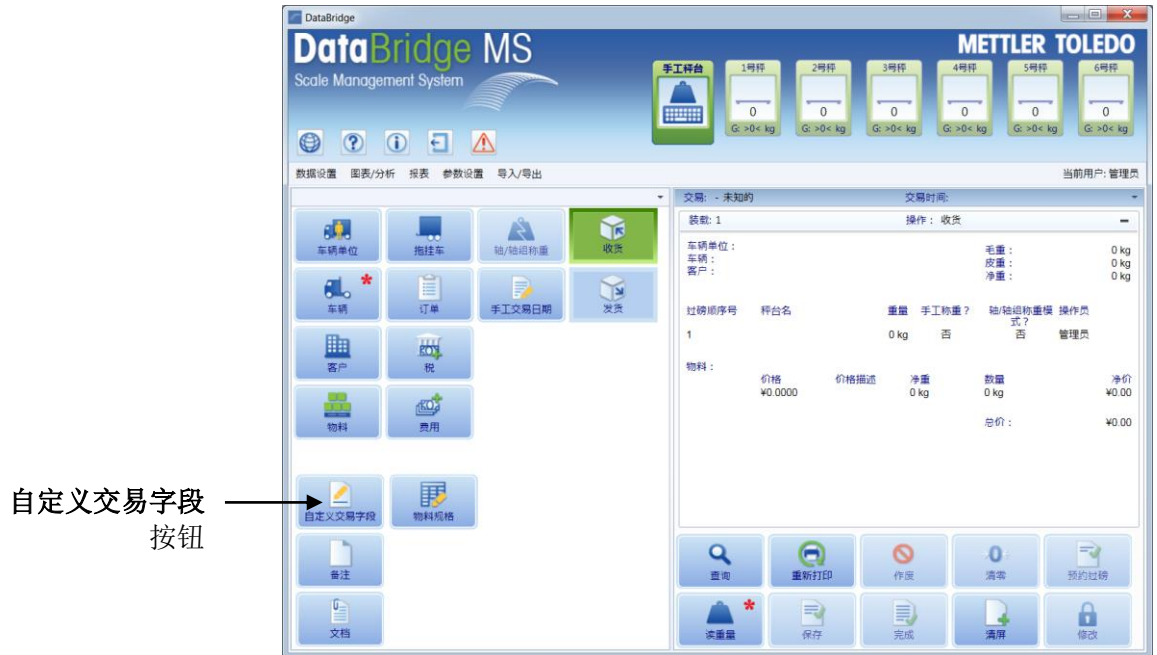 DataBridge
DataBridge MS
Scale Management System
METTLER TOLEDO
手工秤台
1号秤
2号秤
3号秤
4号秤
5号秤
6号秤
0
0
0
0
0
0
G: >0< kg
G: >0< kg
G: >0< kg
G: >0< kg
G: >0< kg
G: >0< kg
数据设置 图表/分析 报表 参数设置 导入/导出
当前用户: 管理员
车辆单位
拖挂车
轴/轴组称重
收货
车辆 *
订单
手工交易日期
发货
客户
税
物料
费用
自定义交易字段
按钮
自定义交易字段
物料规格
备注
文档
交易: - 未知的 交易时间:
装载: 1 操作： 收货
车辆单位：
车辆：
客户：
毛重： 0 kg
皮重： 0 kg
净重： 0 kg
过磅顺序号 秤台名 重量 手工称重？ 轴/轴组称重模 操作员
式？
1 0 kg 否 否 管理员
物料：
价格 价格描述 净重 数量 净价
¥0.0000 0 kg 0 kg ¥0.00
总价： ¥0.00
查询
重新打印
作废
-0-
清零
预约过磅
读重量 *
保存
完成
清屏
修改